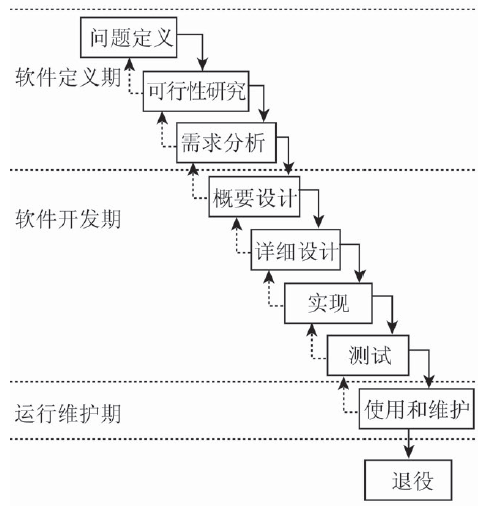 问题定义
软件定义期
可行性研究
需求分析
概要设计
软件开发期
详细设计
实现
测试
使用和维护
运行维护期
退役